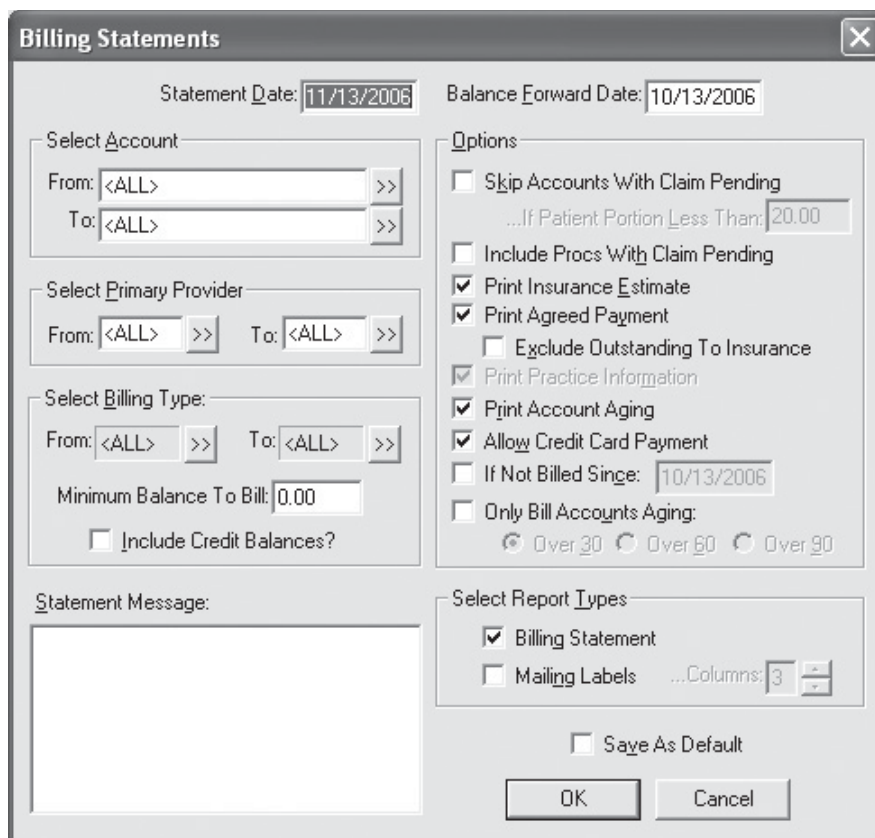 Billing Statements
Statement Date: 11/13/2006 Balance Forward Date: 10/13/2006
Select Account
From: <ALL> >>
To: <ALL> >>
Select Primary Provider
From: <ALL> >> To: <ALL> >>
Select Billing Type:
From: <ALL> >> To: <ALL> >>
Minimum Balance To Bill: 0.00
Include Credit Balances?
Statement Message:
Options
Skip Accounts With Claim Pending
...If Patient Portion Less Than: 20.00
Include Procs With Claim Pending
Print Insurance Estimate
Print Agreed Payment
Exclude Outstanding To Insurance
Print Practice Information
Print Account Aging
Allow Credit Card Payment
If Not Billed Since: 10/13/2006
Only Bill Accounts Aging:
Over 30 Over 60 Over 90
Select Report Types
Billing Statement
Mailing Labels ...Columns: 3
Save As Default
OK Cancel